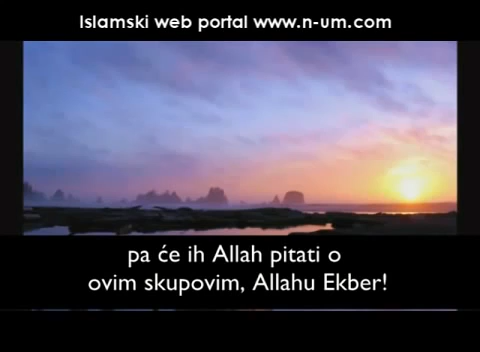 Islamski web portal www.n-um.com
pa će ih Allah pitati o
ovim skupovim, Allahu Ekber!